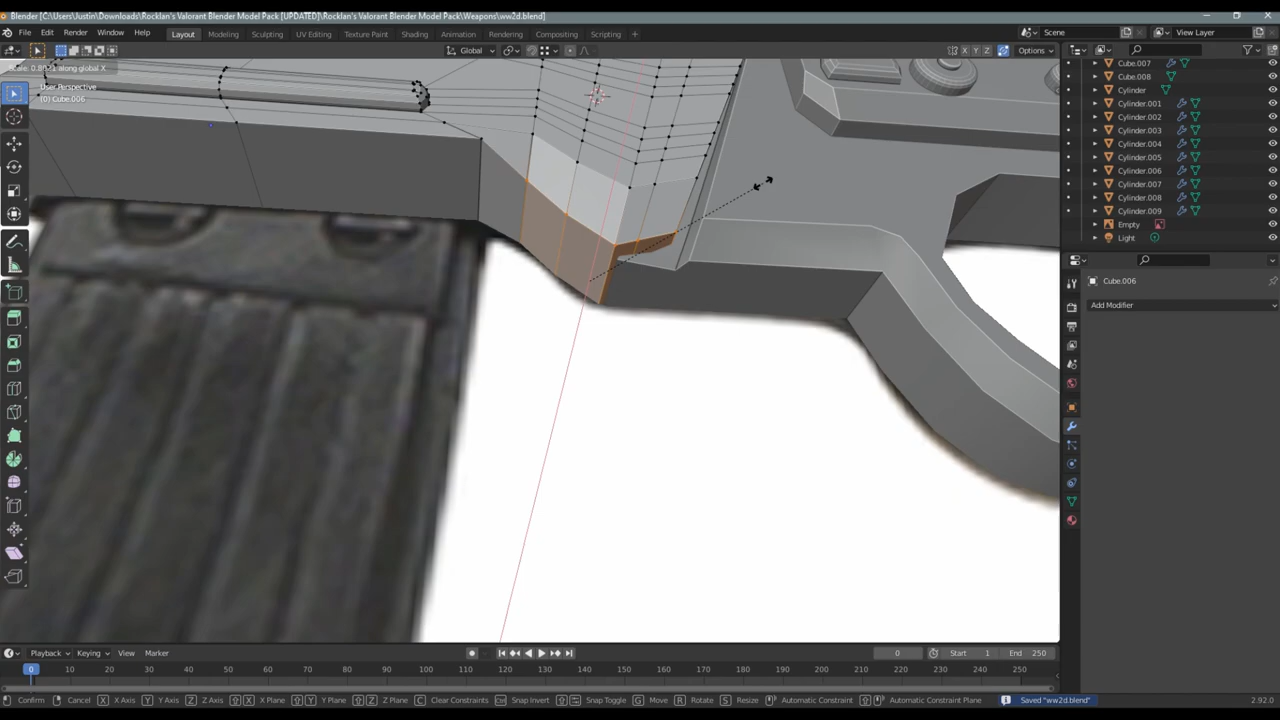 Blender [C:\Users\Justin\Downloads\Rocklan's Valorant Blender Model Pack [UPDATED]\Rocklan's Valorant Blender Model Pack\Weapons\ww2d.blend]
File Edit Render Window Help Layout Modeling Sculpting UV Editing Texture Paint Shading Animation Rendering Compositing Scripting Scene View Layer
Global X Y Z Options
along global X
User Perspective
(0) Cube.006
Cube.007
Cube.008
Cylinder
Cylinder.001
Cylinder.002
Cylinder.003
Cylinder.004
Cylinder.005
Cylinder.006
Cylinder.007
Cylinder.008
Cylinder.009
Empty
Light
Cube.006
Add Modifier
Playback Keying View Marker 0 Start 1 End 250
0 10 20 30 40 50 60 70 80 90 100 110 120 130 140 150 160 170 180 190 200 210 220 230 240 250
Confirm Cancel X X Axis Y Y Axis Z Z Axis X X Plane Y Y Plane Z Z Plane C Clear Constraints Ctrl Snap Invert Snap Toggle G Move R Rotate S Resize Automatic Constraint Automatic Constraint Plane Saved "ww2d.blend" 2.92.0